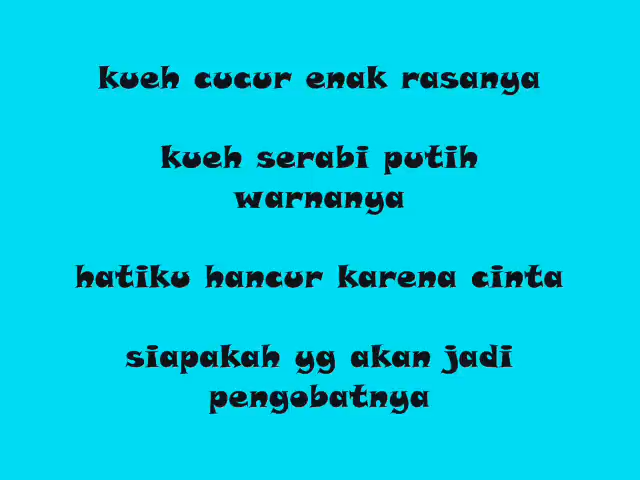 kueh cucur enak rasanya
kueh serabi putih
warnanya
hatiku hancur karena cinta
siapakah yg akan jadi
pengobatnya